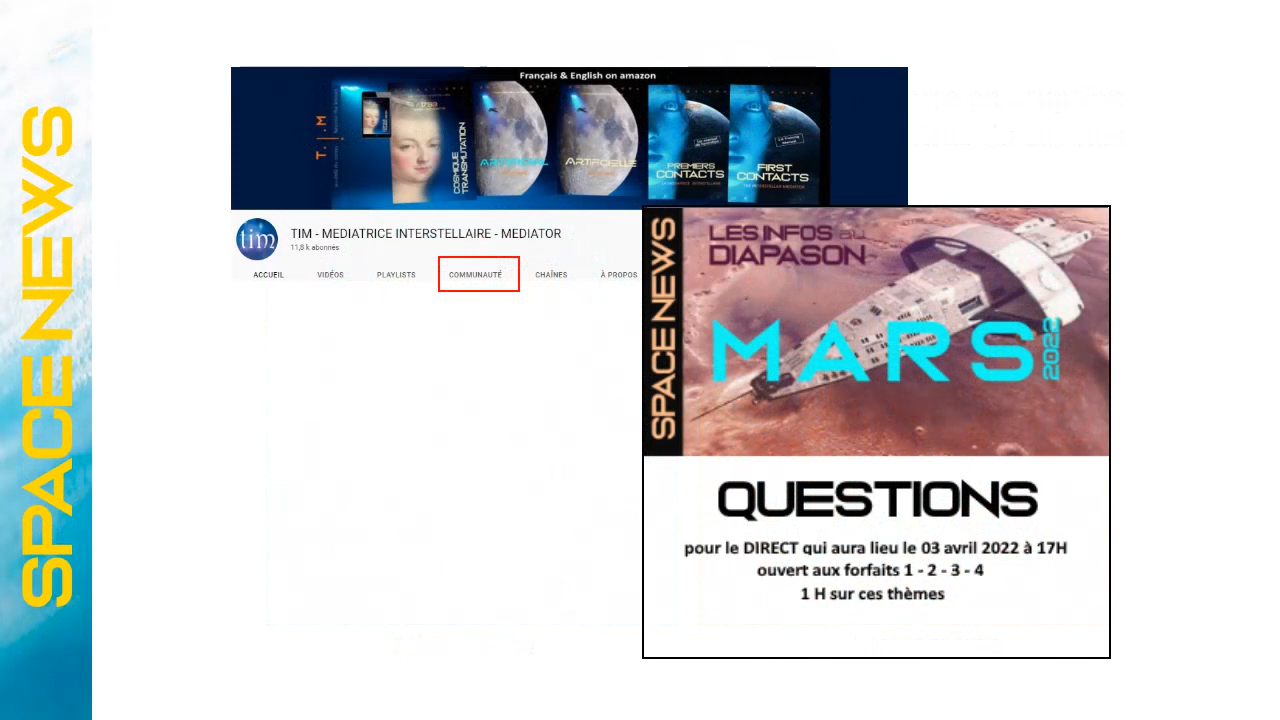 SPACE NEWS
Français & English on amazon
T. | .M
COSMIQUE
TRANSMUTATION
ARTIFICIAL
ARTIFICIELLE
PREMIERS
CONTACTS
FIRST
CONTACTS
tim
TIM - MEDIATRICE INTERSTELLAIRE - MEDIATOR
11,8 k abonnés
ACCUEIL
VIDÉOS
PLAYLISTS
COMMUNAUTÉ
CHAÎNES
À PROPOS
SPACE NEWS
LES INFOS au
DIAPASON
MARS
2022
QUESTIONS
pour le DIRECT qui aura lieu le 03 avril 2022 à 17H
ouvert aux forfaits 1 - 2 - 3 - 4
1 H sur ces thèmes